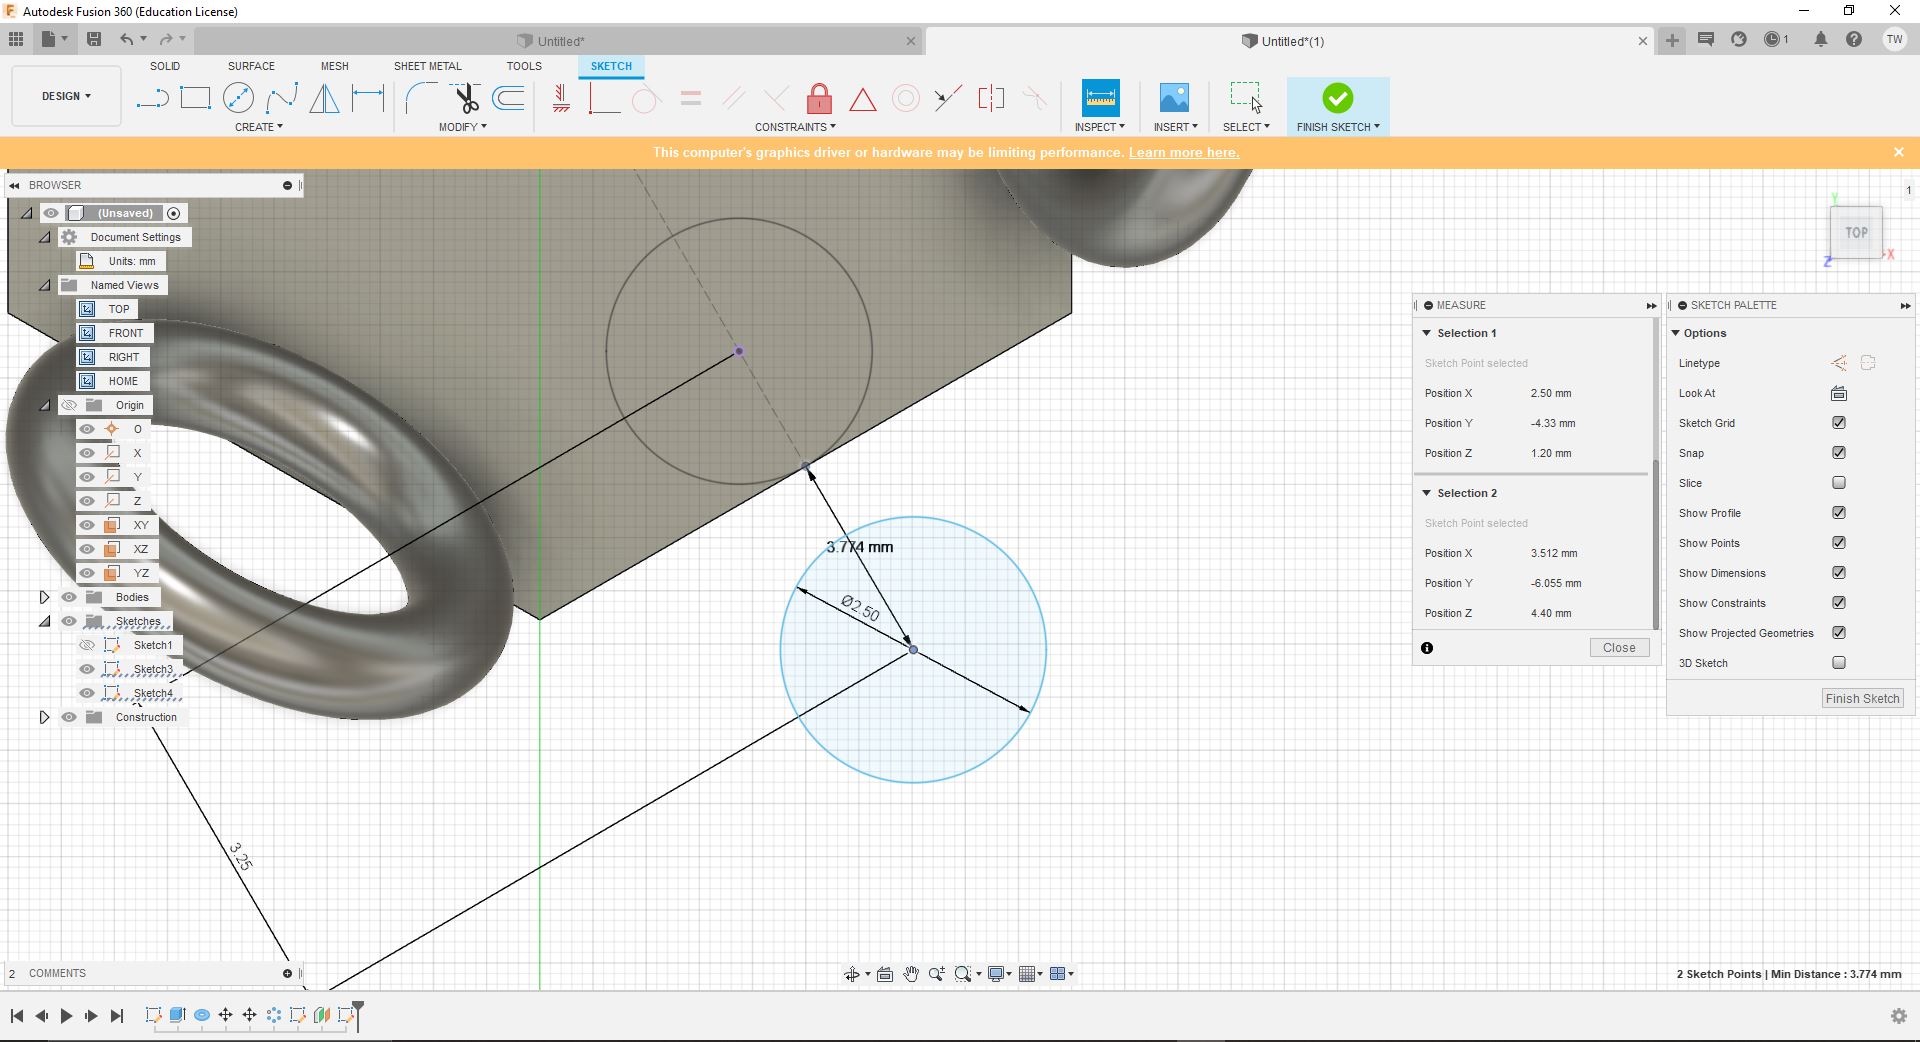 Autodesk Fusion 360 (Education License)
Untitled*
Untitled*(1)
1
TW
DESIGN
SOLID
SURFACE
MESH
SHEET METAL
TOOLS
SKETCH
CREATE
MODIFY
CONSTRAINTS
INSPECT
INSERT
SELECT
FINISH SKETCH
This computer's graphics driver or hardware may be limiting performance. Learn more here.
BROWSER
(Unsaved)
Document Settings
Units: mm
Named Views
TOP
FRONT
RIGHT
HOME
Origin
O
X
Y
Z
XY
XZ
YZ
Bodies
Sketches
Sketch1
Sketch3
Sketch4
Construction
3.774 mm
Ø2.50
3.25
1
Y
TOP
X
Z
MEASURE
Selection 1
Sketch Point selected
Position X 2.50 mm
Position Y -4.33 mm
Position Z 1.20 mm
Selection 2
Sketch Point selected
Position X 3.512 mm
Position Y -6.055 mm
Position Z 4.40 mm
Close
SKETCH PALETTE
Options
Linetype
Look At
Sketch Grid
Snap
Slice
Show Profile
Show Points
Show Dimensions
Show Constraints
Show Projected Geometries
3D Sketch
Finish Sketch
2 COMMENTS
2 Sketch Points | Min Distance : 3.774 mm